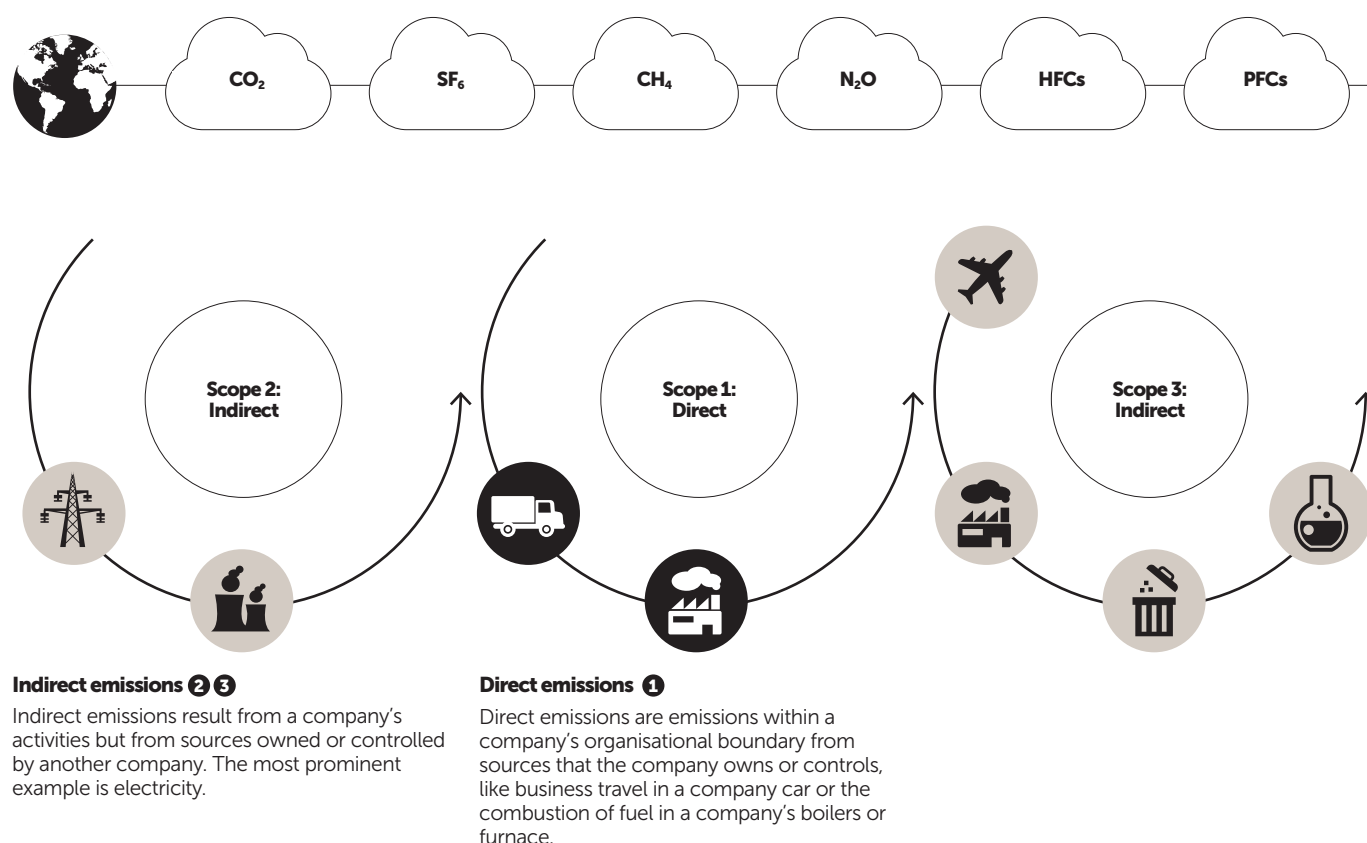 CO₂
SF₆
CH₄
N₂O
HFCs
PFCs
Scope 2:
Indirect
Scope 1:
Direct
Scope 3:
Indirect
Indirect emissions 2 3
Indirect emissions result from a company’s
activities but from sources owned or controlled
by another company. The most prominent
example is electricity.
Direct emissions 1
Direct emissions are emissions within a
company’s organisational boundary from
sources that the company owns or controls,
like business travel in a company car or the
combustion of fuel in a company’s boilers or
furnace.